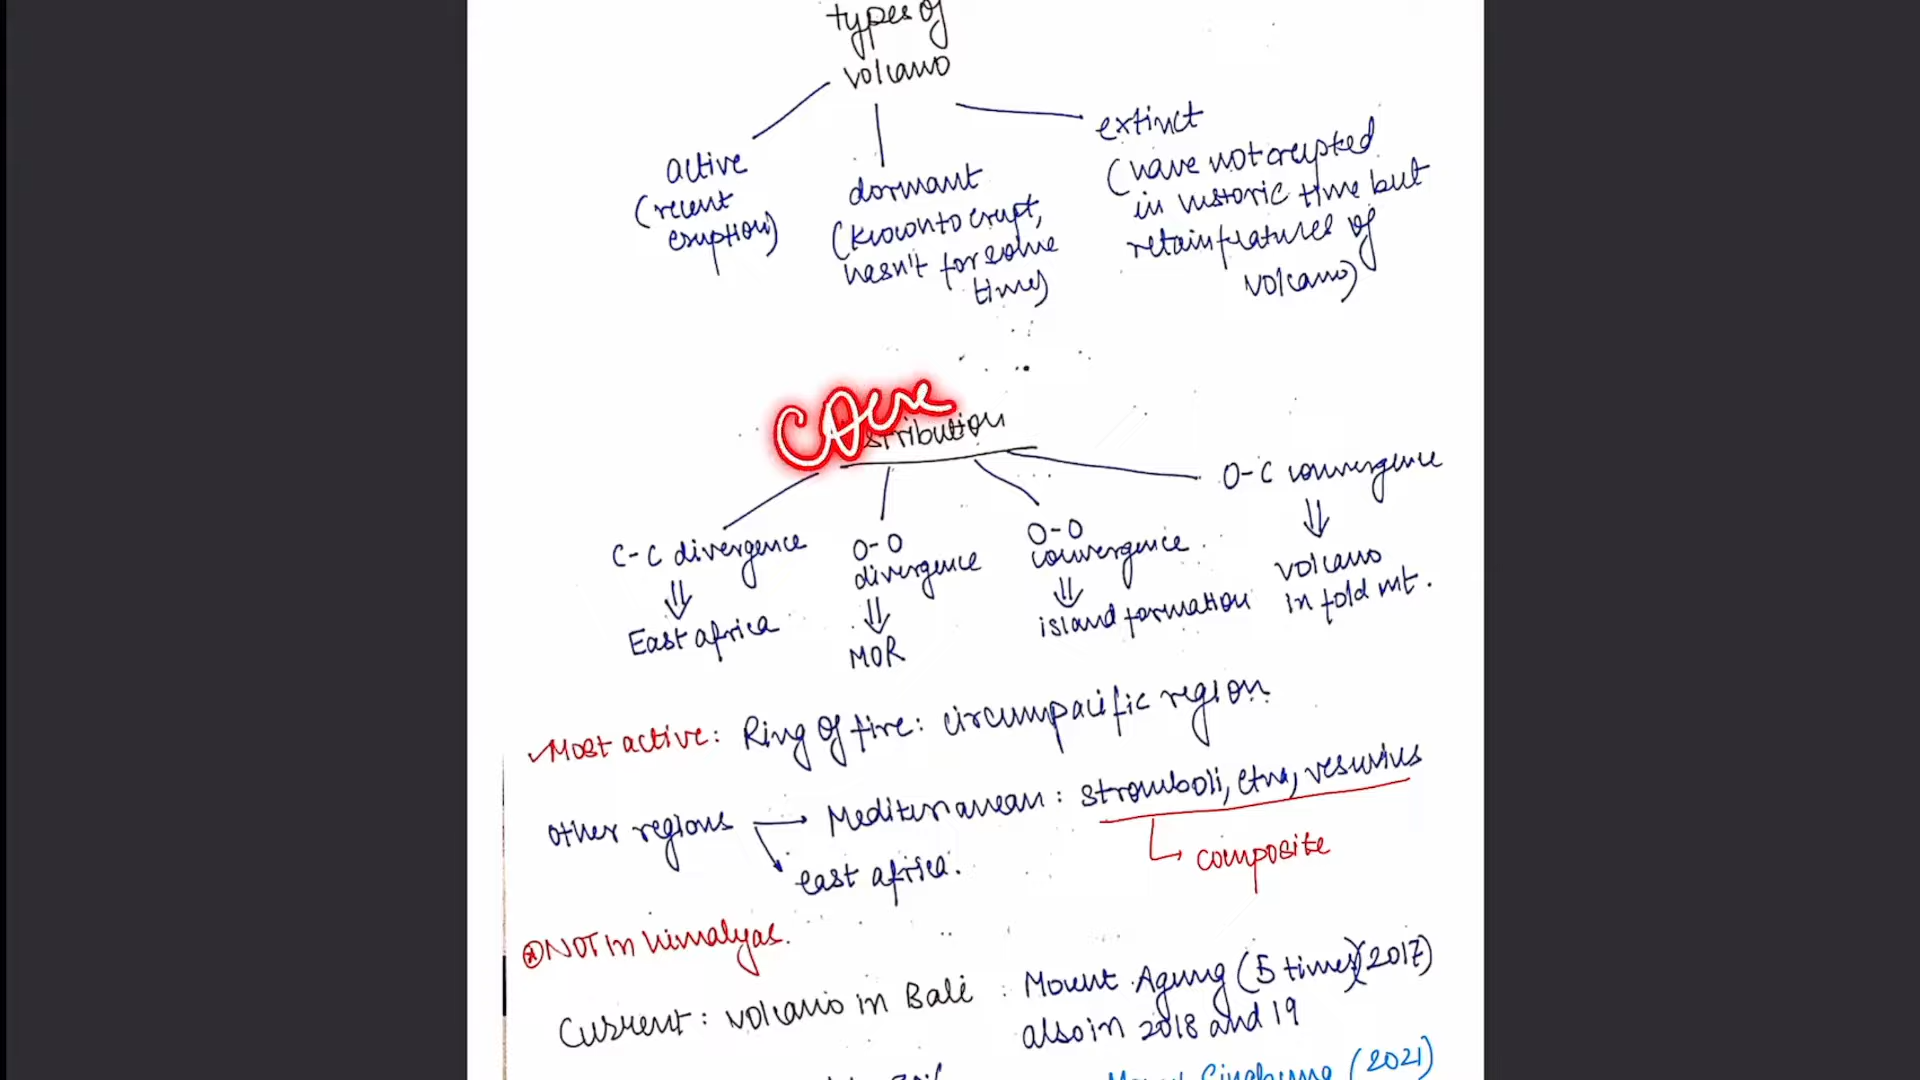 types of
volcano
active
(recent
eruption)
dormant
(known to erupt,
hasn't for some
time)
extinct
(have not erupted
in historic time but
retain features of
volcano)
stribution
C-C divergence
⇓
East africa
O-O
divergence
⇓
MOR
O-O
convergence
⇓
island formation
O-C convergence
⇓
volcano
in fold mt.
✓Most active: Ring of fire: circumpacific region.
other regions → Mediterranean: stromboli, etna, vesuvius
↳ composite
east africa.
NOT in himalyas.
Current: volcano in Bali : Mount Agung (5 times)(2017)
also in 2018 and 19
(2021)